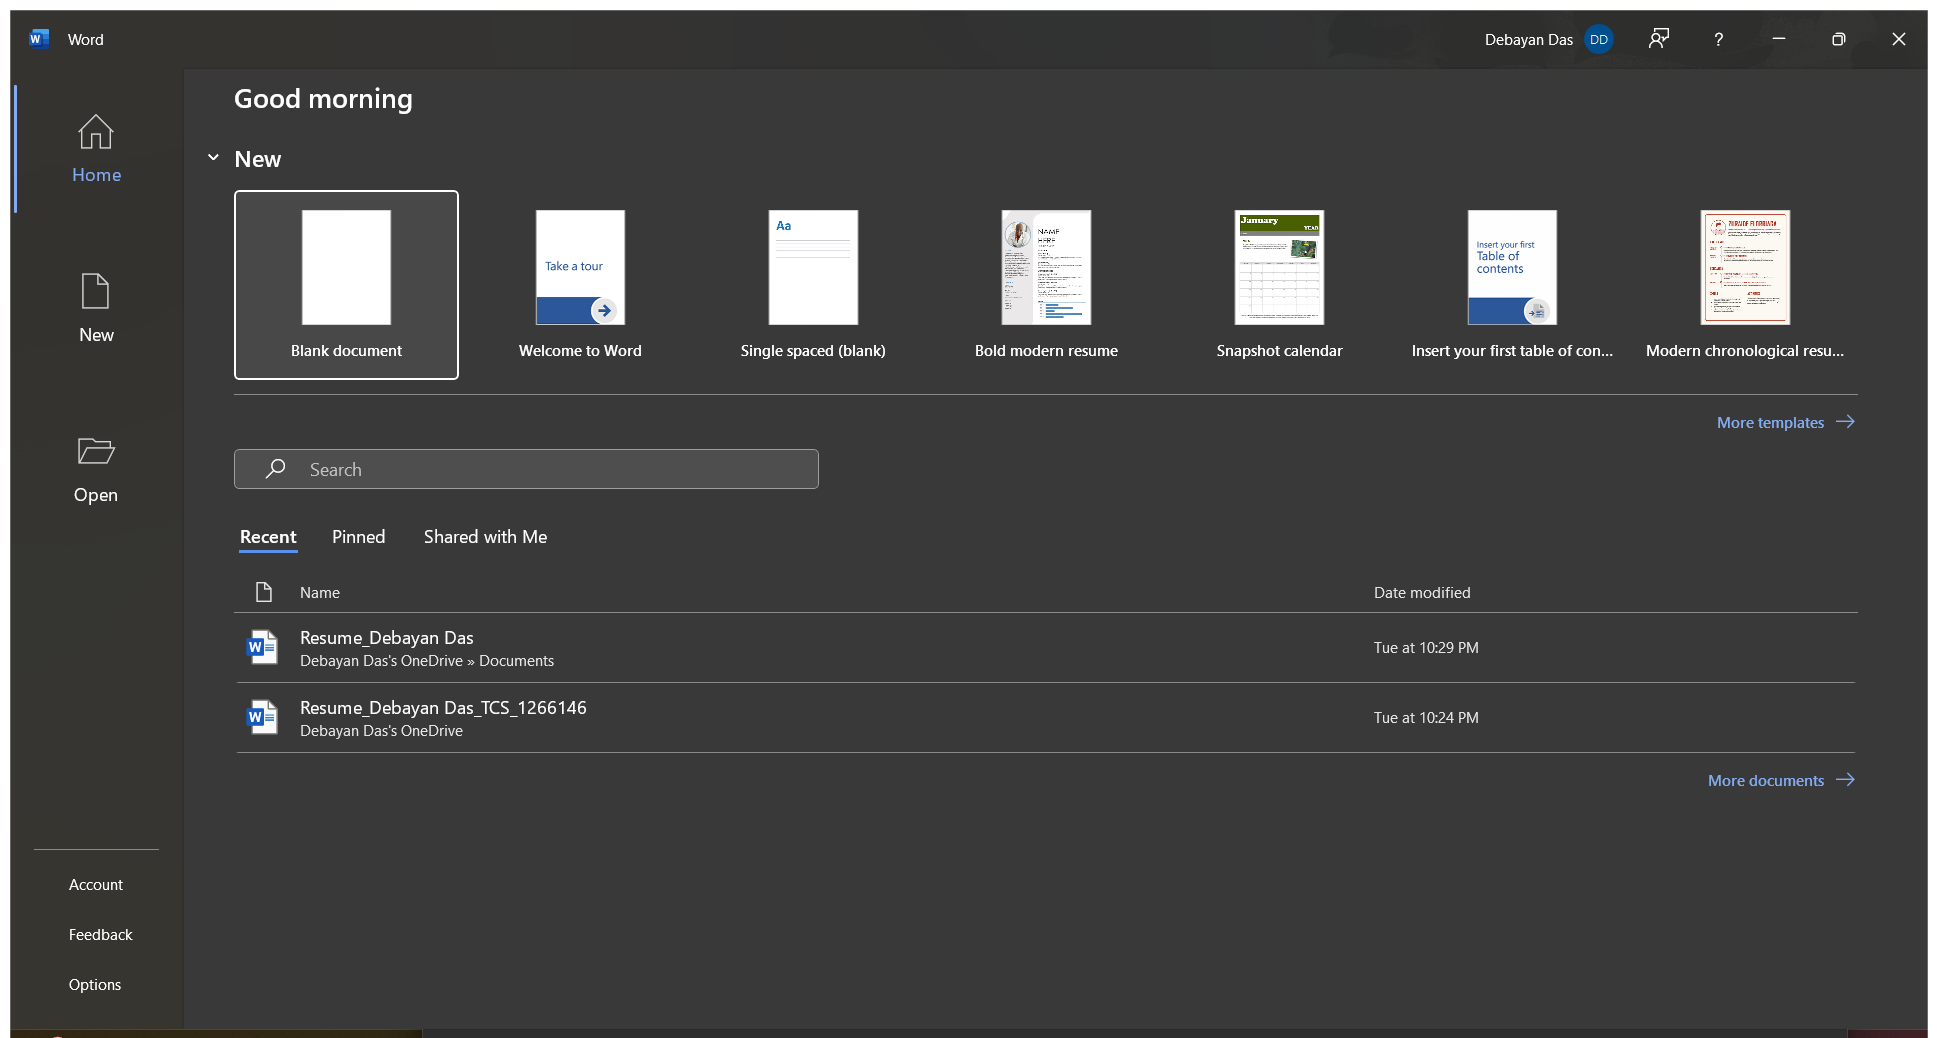 Word
Debayan Das DD ?
Home
New
Open
Account
Feedback
Options
Good morning
New
Blank document
Take a tour
Welcome to Word
Aa
Single spaced (blank)
NAME
HERE
Bold modern resume
January
YEAR
Snapshot calendar
Insert your first
Table of
contents
Insert your first table of con...
Modern chronological resu...
More templates
Search
Recent Pinned Shared with Me
Name Date modified
Resume_Debayan Das
Debayan Das's OneDrive » Documents
Tue at 10:29 PM
Resume_Debayan Das_TCS_1266146
Debayan Das's OneDrive
Tue at 10:24 PM
More documents